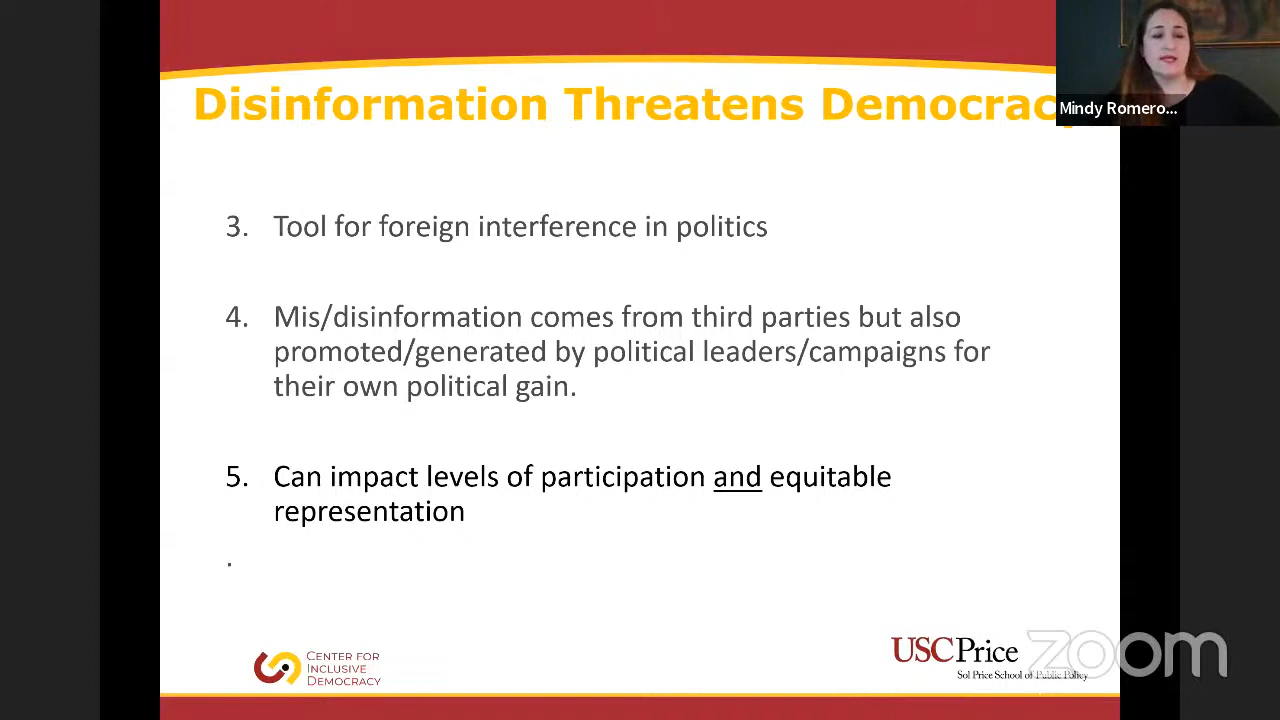 Disinformation Threatens Democracy
Mindy Romero...
3. Tool for foreign interference in politics
4. Mis/disinformation comes from third parties but also
promoted/generated by political leaders/campaigns for
their own political gain.
5. Can impact levels of participation and equitable
representation
.
CENTER FOR
INCLUSIVE
DEMOCRACY
USCPrice
Sol Price School of Public Policy
zoom